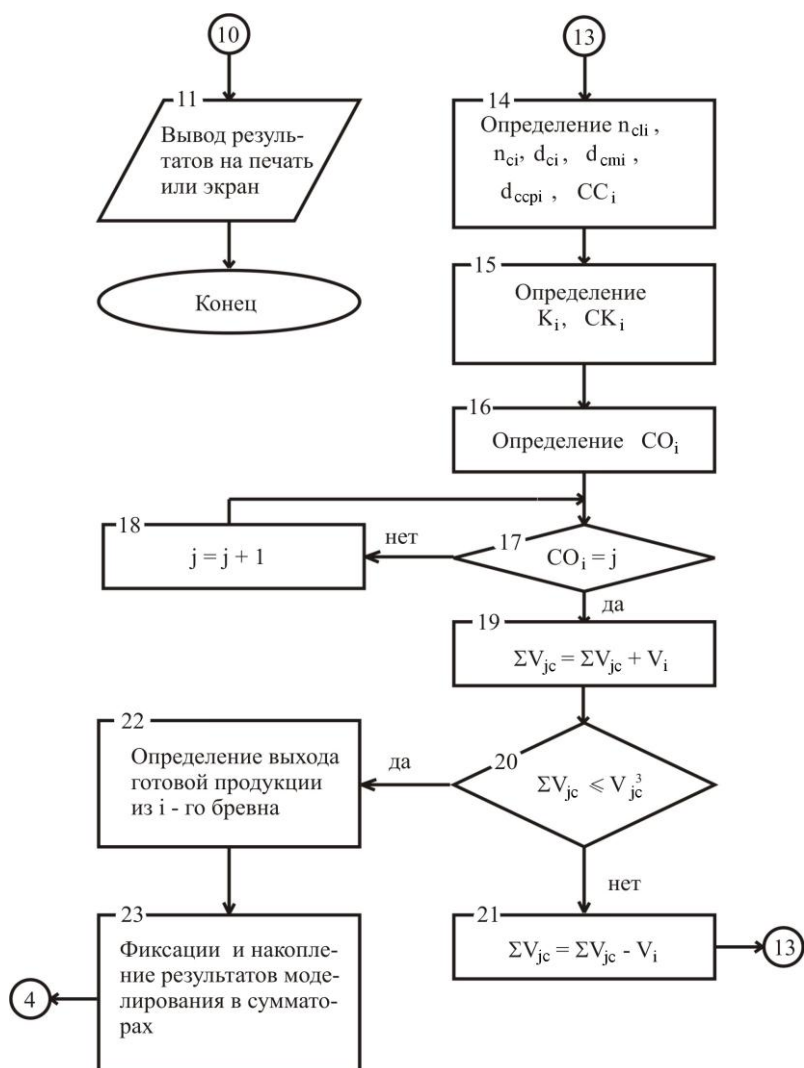 10
11
Вывод резуль-
татов на печать
или экран
Конец
13
14
Определение n_cli ,
n_ci, d_ci, d_cmi ,
d_ccpi , CC_i
15
Определение
K_i, CK_i
16
Определение CO_i
18
j = j + 1
нет
17
CO_i = j
да
19
ΣV_jc = ΣV_jc + V_i
20
ΣV_jc ⩽ V_jc^з
да
22
Определение выхода
готовой продукции
из i - го бревна
нет
21
ΣV_jc = ΣV_jc - V_i
13
23
Фиксации и накопле-
ние результатов моде-
лирования в сумматo-
рах
4